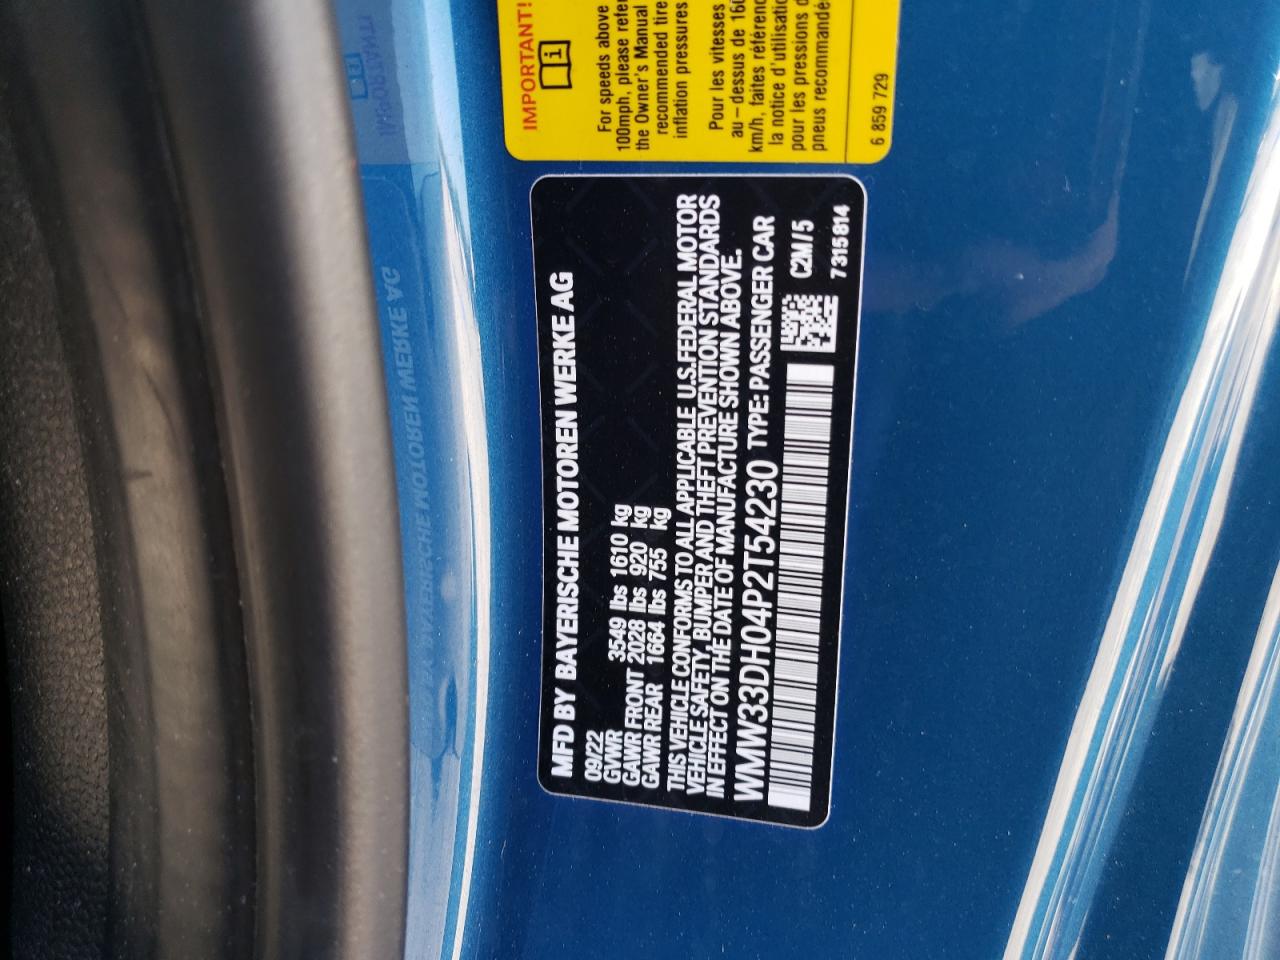 IMPORTANT!
For speeds above
100mph, please refer
the Owner's Manual
recommended tire
inflation pressures
Pour les vitesses
au-dessus de 160
km/h, faites
la notice
pour les pressions
pneus
6 859 729
MFD BY BAYERISCHE MOTOREN WERKE AG
09/22
GVWR 3549 lbs 1610 kg
GAWR FRONT 2028 lbs 920 kg
GAWR REAR 1664 lbs 755 kg
THIS VEHICLE CONFORMS TO ALL APPLICABLE U.S.FEDERAL MOTOR
VEHICLE SAFETY, BUMPER AND THEFT PREVENTION STANDARDS
IN EFFECT ON THE DATE OF MANUFACTURE SHOWN ABOVE.
WMW33DH04P2T54230 TYPE: PASSENGER CAR
C2M/5
7315814